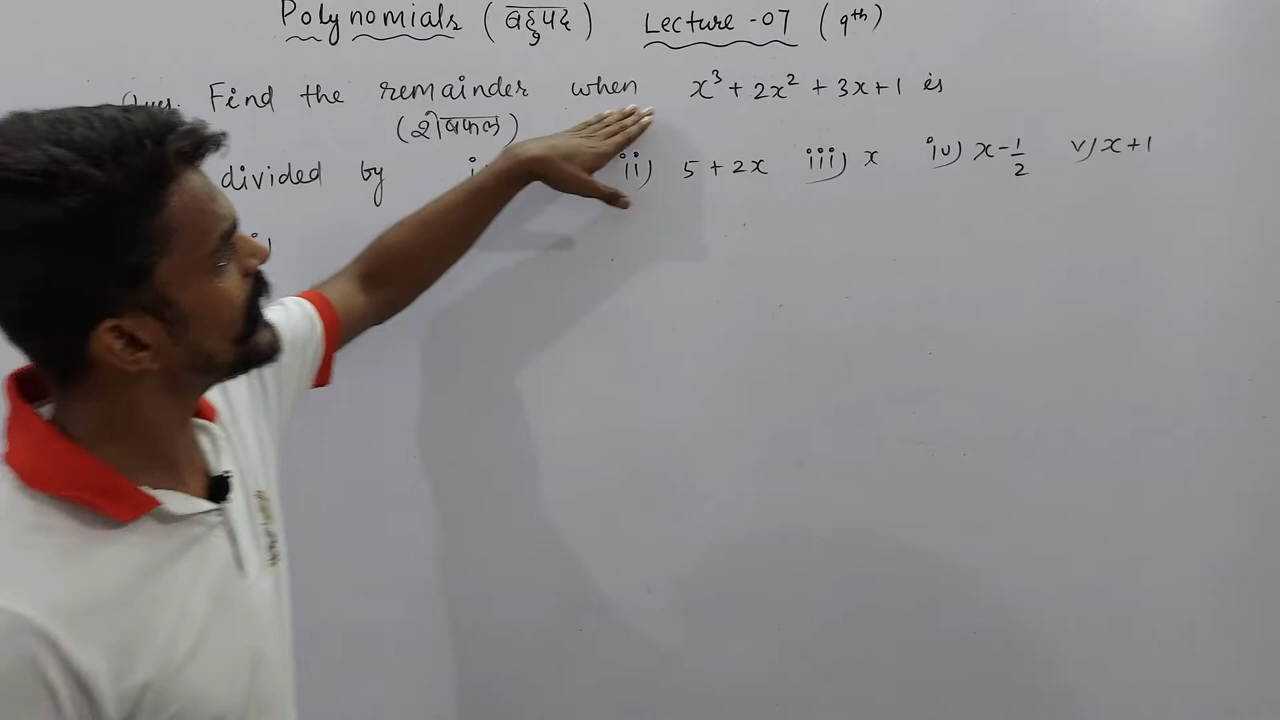 Polynomials (बहुपद) Lecture -07 (9th)
Ques. Find the remainder when x³ + 2x² + 3x + 1 is
(शेषफल)
divided by ii) 5 + 2x iii) x iv) x - 1/2 v) x + 1